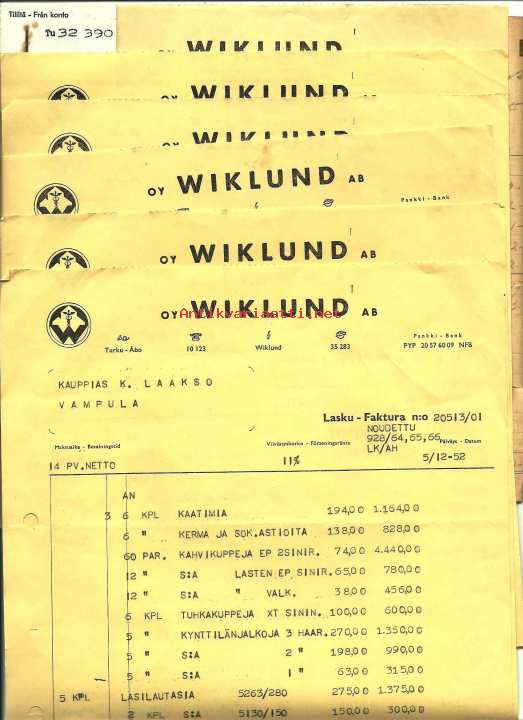 Tililtä - Från konto
Tu 32 390
OY WIKLUND
OY WIKLUND AB
OY WIKLUND AB
OY WIKLUND AB
Pankki - Bank
OY WIKLUND AB
OY WIKLUND AB
Antikvariaatti.net
Turku - Åbo 10 123 Wiklund 35 283 PYP 20 57 60 09 NFB
Pankki - Bank
KAUPPIAS K. LAAKSO
VAMPULA
Lasku - Faktura n:o 20513/01
NOUDETTU
Maksuaika - Betalningstid Viivästyskorko - Förseningsränta 928/64,65,66 Päiväys - Datum
LK/AH
14 PV.NETTO 11% 5/12-52
AN
3 6 KPL KAATIMIA 194,00 1.164,00
6 " KERMA JA SOK.ASTIOITA 138,00 828,00
60 PAR. KAHVIKUPPEJA EP 2SINIR. 74,00 4.440,00
12 " S:A LASTEN EP SINIR. 65,00 780,00
12 " S:A " VALK. 38,00 456,00
6 KPL TUHKAKUPPEJA XT SININ. 100,00 600,00
5 " KYNTTILÄNJALKOJA 3 HAAR. 270,00 1.350,00
5 " S:A 2 " 198,00 990,00
5 " S:A 1 " 63,00 315,00
5 KPL LASILAUTASIA 5263/280 275,00 1.375,00
2 KPL S:A 5130/150 150,00 300,00